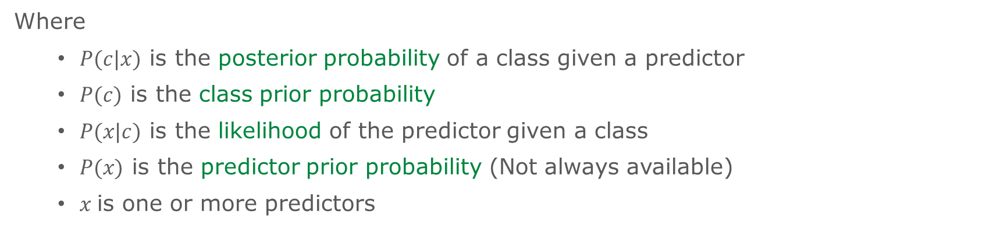 Where
• P(c|x) is the posterior probability of a class given a predictor
• P(c) is the class prior probability
• P(x|c) is the likelihood of the predictor given a class
• P(x) is the predictor prior probability (Not always available)
• x is one or more predictors